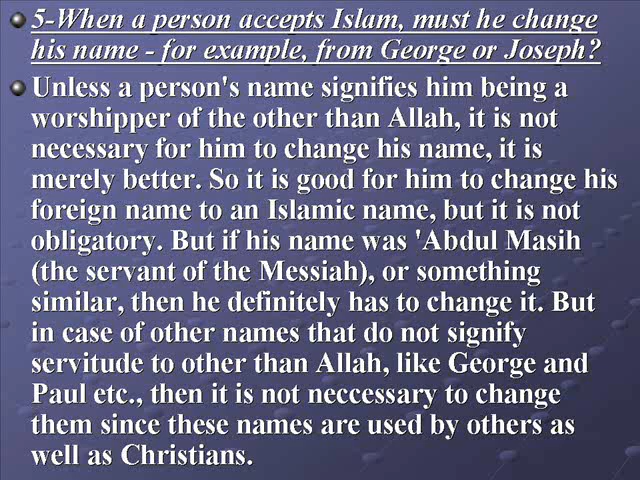 5-When a person accepts Islam, must he change
his name - for example, from George or Joseph?
Unless a person's name signifies him being a
worshipper of the other than Allah, it is not
necessary for him to change his name, it is
merely better. So it is good for him to change his
foreign name to an Islamic name, but it is not
obligatory. But if his name was 'Abdul Masih
(the servant of the Messiah), or something
similar, then he definitely has to change it. But
in case of other names that do not signify
servitude to other than Allah, like George and
Paul etc., then it is not neccessary to change
them since these names are used by others as
well as Christians.